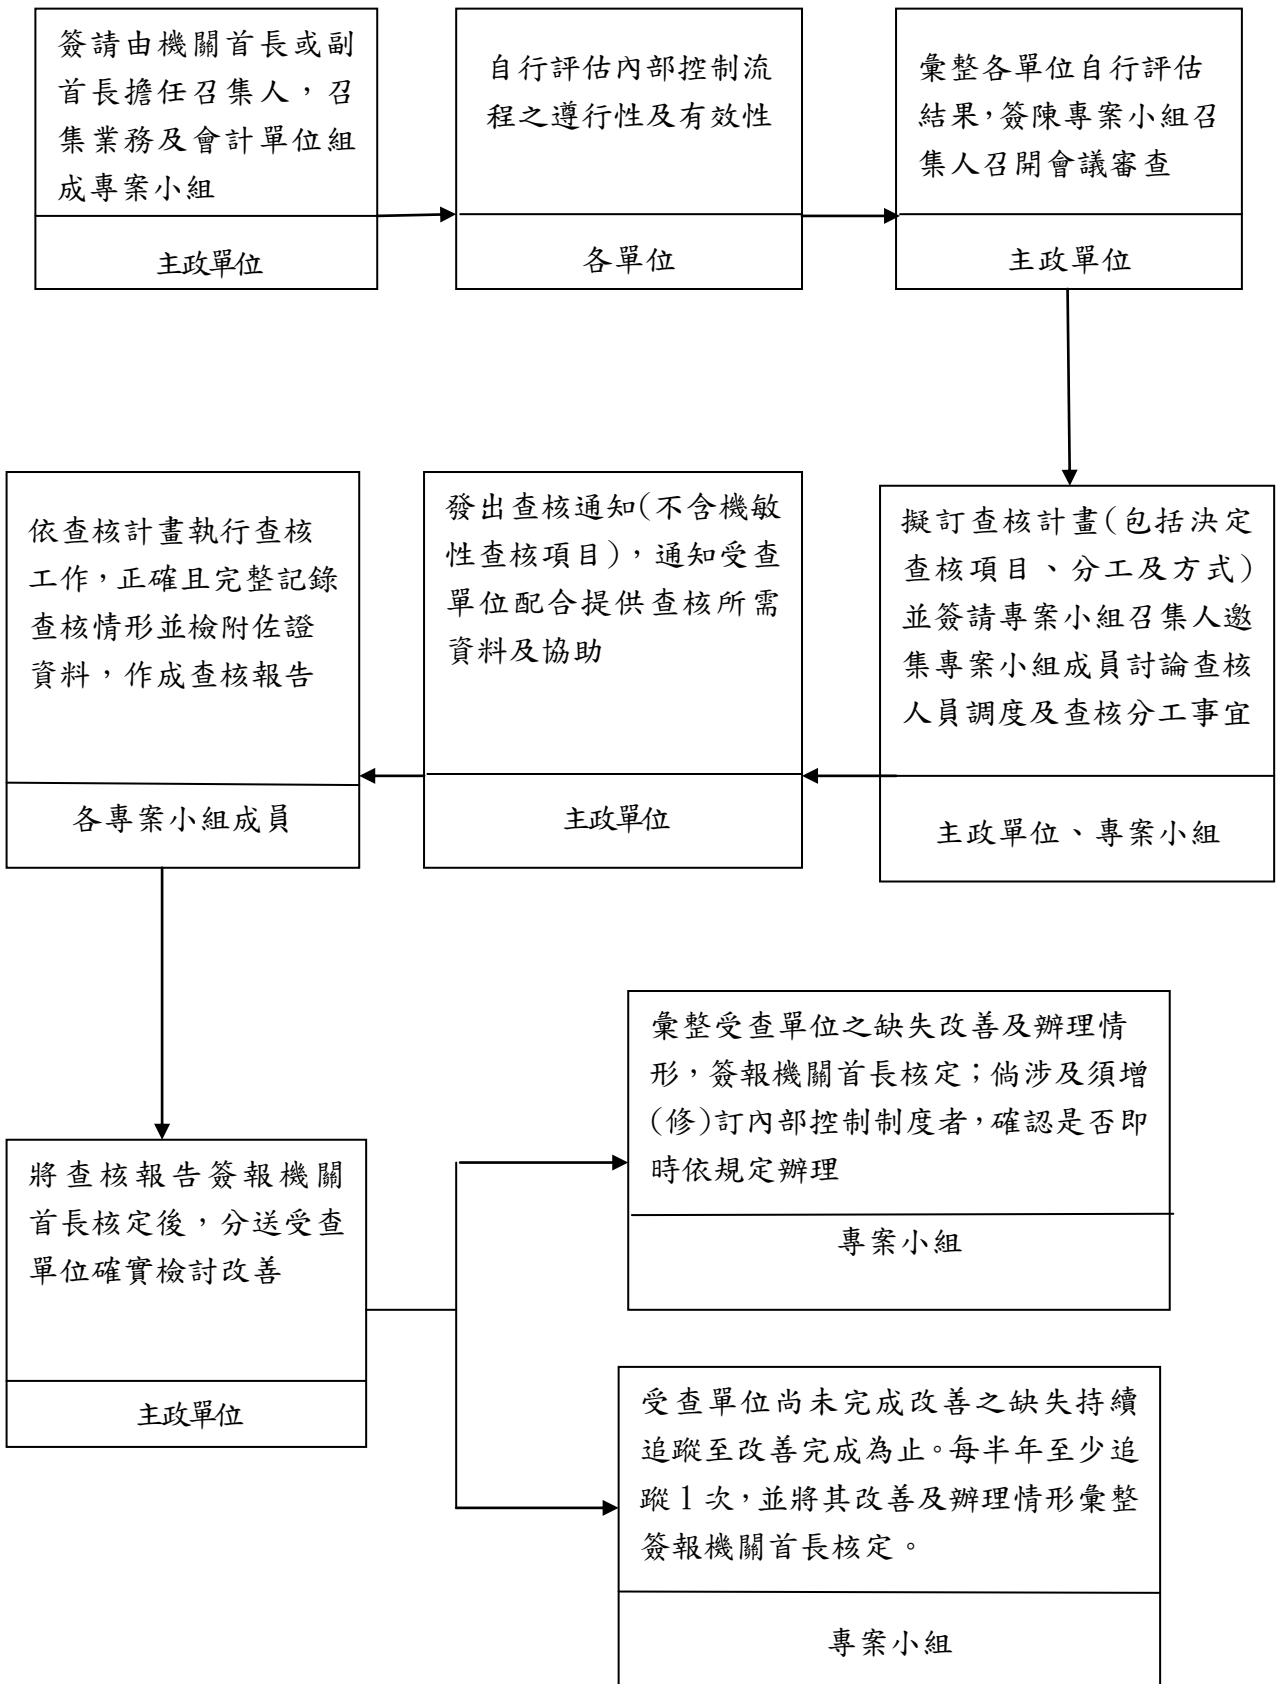 簽請由機關首長或副
首長擔任召集人，召
集業務及會計單位組
成專案小組
主政單位
自行評估內部控制流
程之遵行性及有效性
各單位
彙整各單位自行評估
結果，簽陳專案小組召
集人召開會議審查
主政單位
擬訂查核計畫(包括決定
查核項目、分工及方式)
並簽請專案小組召集人邀
集專案小組成員討論查核
人員調度及查核分工事宜
主政單位、專案小組
發出查核通知(不含機敏
性查核項目)，通知受查
單位配合提供查核所需
資料及協助
主政單位
依查核計畫執行查核
工作，正確且完整記錄
查核情形並檢附佐證
資料，作成查核報告
各專案小組成員
將查核報告簽報機關
首長核定後，分送受查
單位確實檢討改善
主政單位
彙整受查單位之缺失改善及辦理情
形，簽報機關首長核定；倘涉及須增
(修)訂內部控制制度者，確認是否即
時依規定辦理
專案小組
受查單位尚未完成改善之缺失持續
追蹤至改善完成為止。每半年至少追
蹤1次，並將其改善及辦理情形彙整
簽報機關首長核定。
專案小組